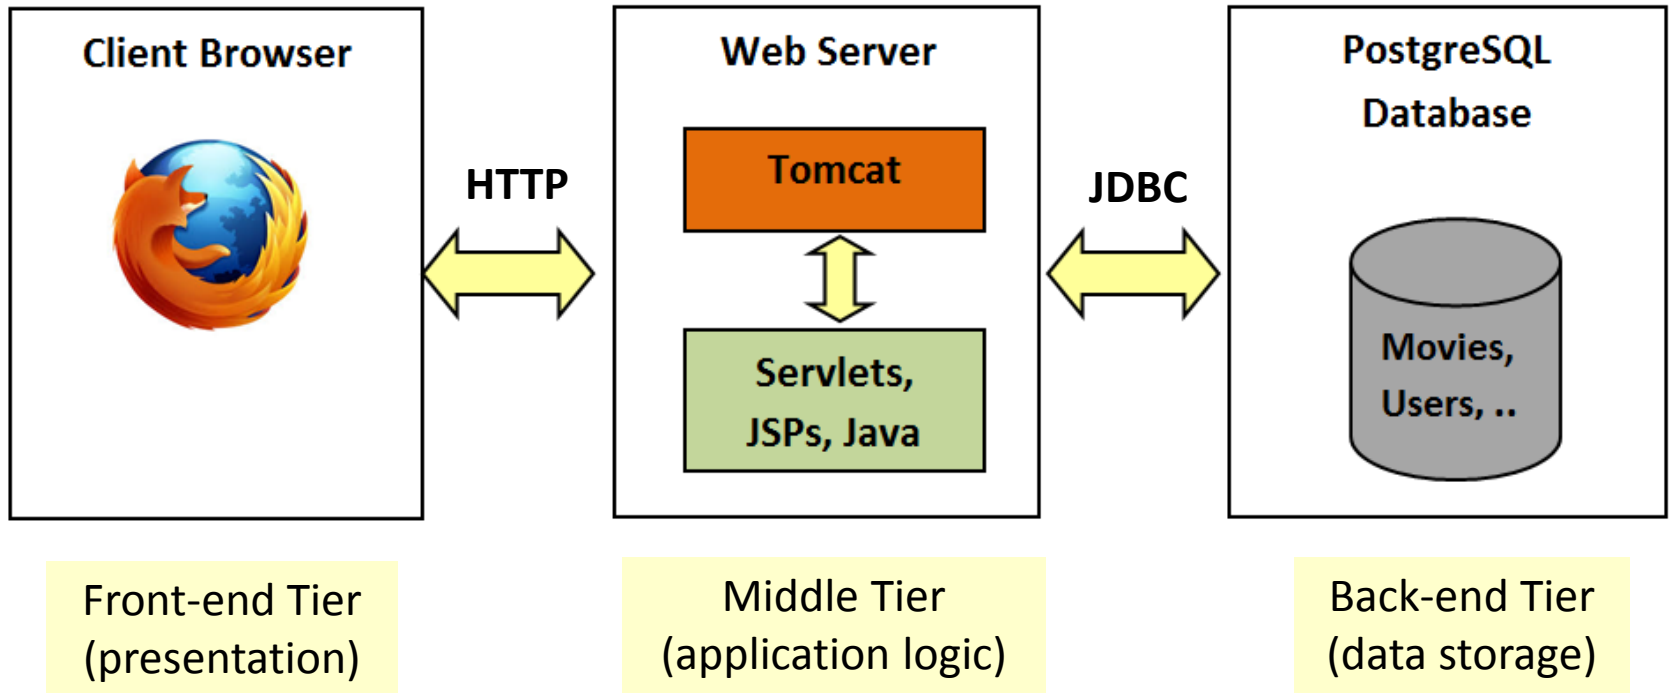 Client Browser
HTTP
Web Server
Tomcat
Servlets,
JSPs, Java
JDBC
PostgreSQL
Database
Movies,
Users, ..
Front-end Tier
(presentation)
Middle Tier
(application logic)
Back-end Tier
(data storage)